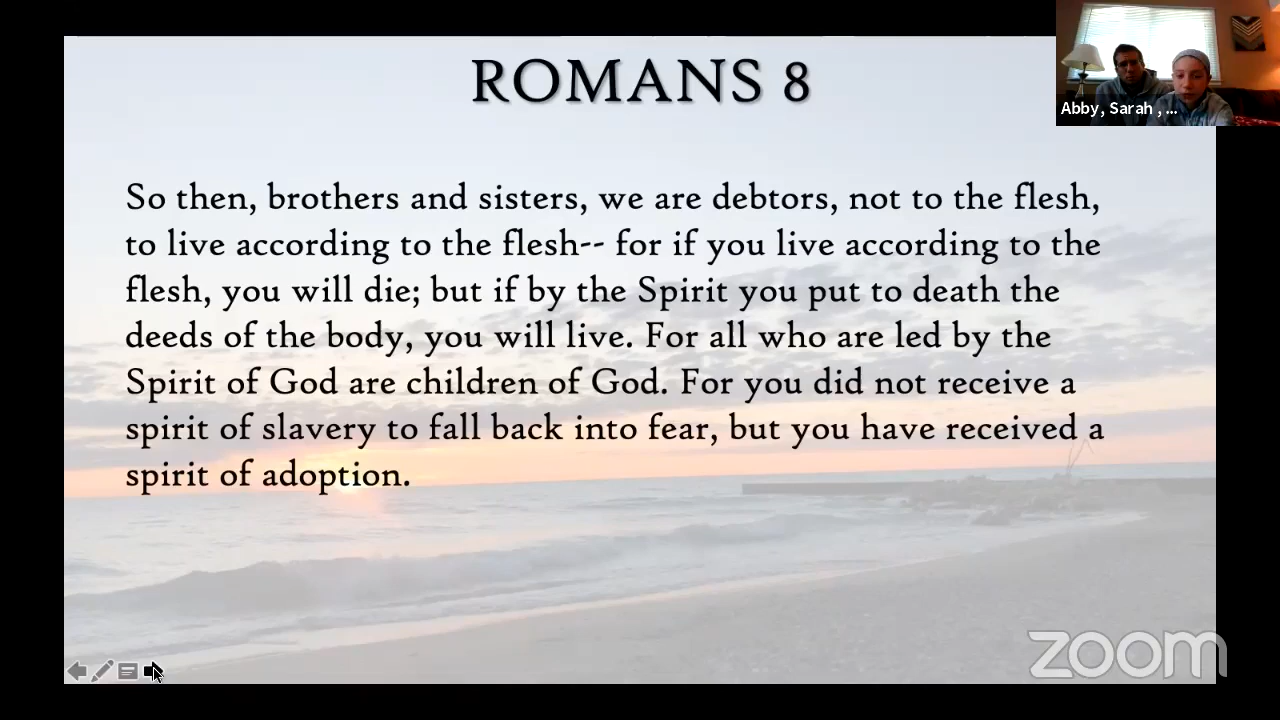 ROMANS 8
Abby, Sarah , ...
So then, brothers and sisters, we are debtors, not to the flesh,
to live according to the flesh-- for if you live according to the
flesh, you will die; but if by the Spirit you put to death the
deeds of the body, you will live. For all who are led by the
Spirit of God are children of God. For you did not receive a
spirit of slavery to fall back into fear, but you have received a
spirit of adoption.
zoom